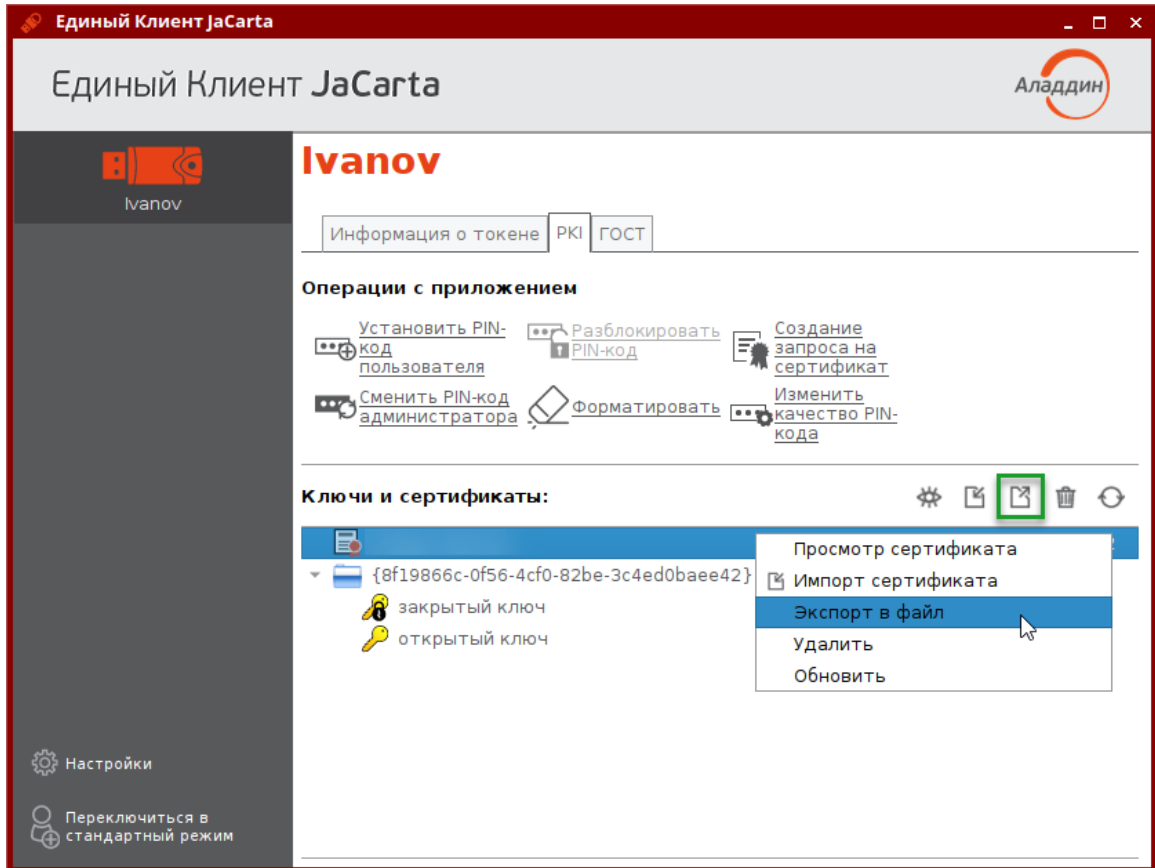 Единый Клиент JaCarta
Единый Клиент JaCarta
Аладдин
Ivanov
Ivanov
Информация о токене PKI ГОСТ
Операции с приложением
Установить PIN-
код
пользователя
Разблокировать
PIN-код
Создание
запроса на
сертификат
Сменить PIN-код
администратора
Форматировать
Изменить
качество PIN-
кода
Ключи и сертификаты:
{8f19866c-0f56-4cf0-82be-3c4ed0baee42}
закрытый ключ
открытый ключ
Просмотр сертификата
Импорт сертификата
Экспорт в файл
Удалить
Обновить
Настройки
Переключиться в
стандартный режим